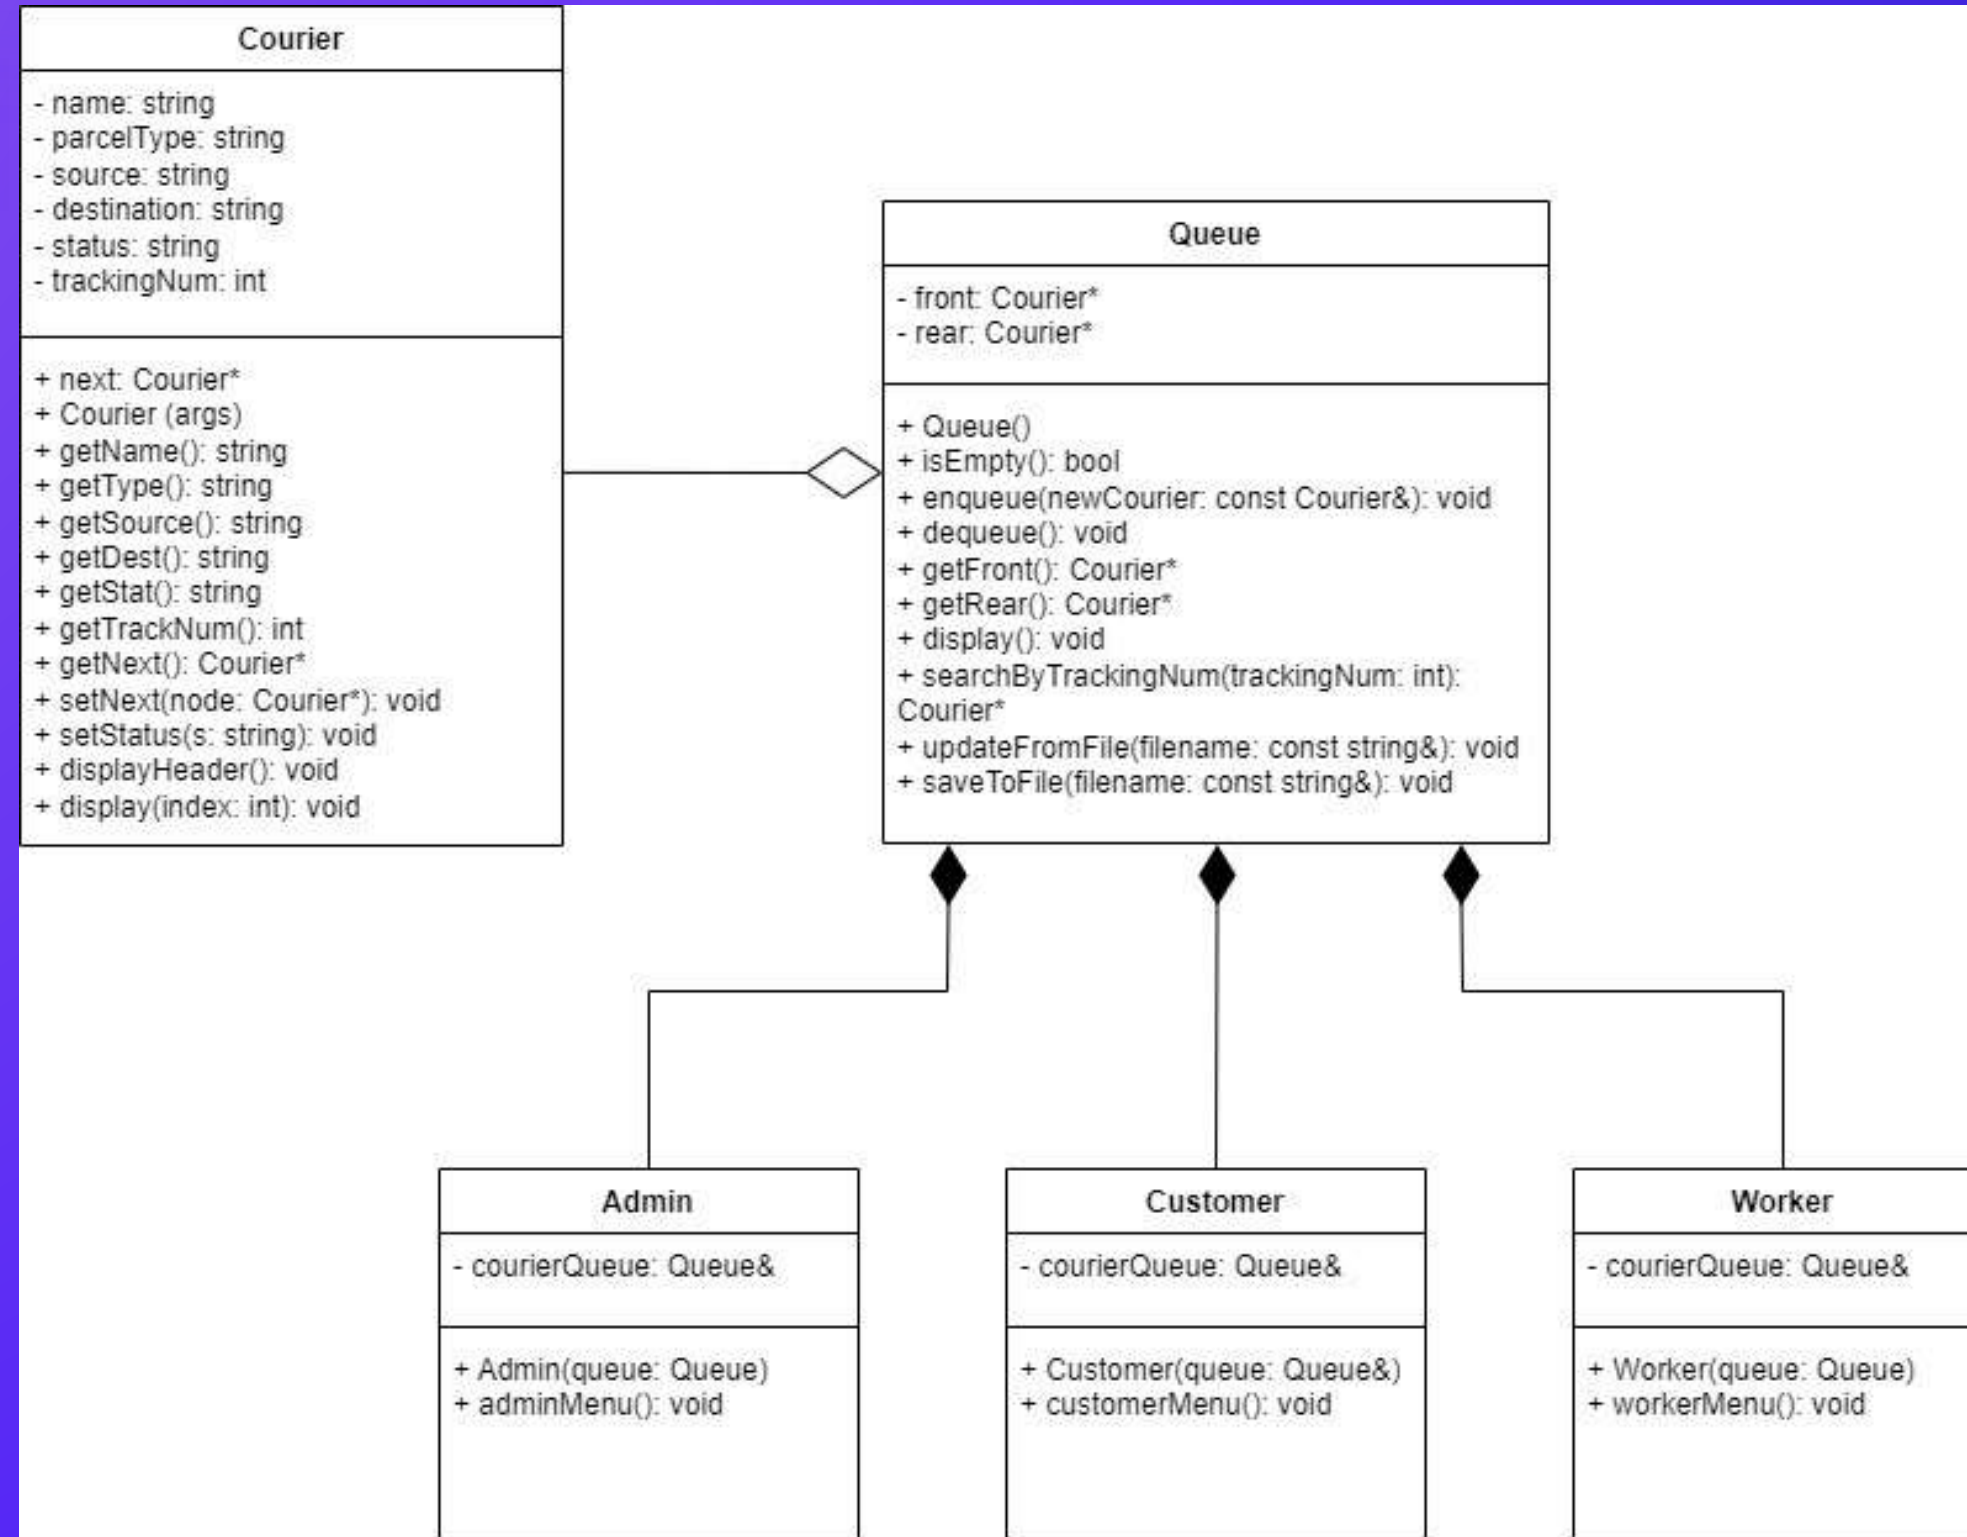 Courier
- name: string
- parcelType: string
- source: string
- destination: string
- status: string
- trackingNum: int
+ next: Courier*
+ Courier (args)
+ getName(): string
+ getType(): string
+ getSource(): string
+ getDest(): string
+ getStat(): string
+ getTrackNum(): int
+ getNext(): Courier*
+ setNext(node: Courier*): void
+ setStatus(s: string): void
+ displayHeader(): void
+ display(index: int): void
Queue
- front: Courier*
- rear: Courier*
+ Queue()
+ isEmpty(): bool
+ enqueue(newCourier: const Courier&): void
+ dequeue(): void
+ getFront(): Courier*
+ getRear(): Courier*
+ display(): void
+ searchByTrackingNum(trackingNum: int):
Courier*
+ updateFromFile(filename: const string&): void
+ saveToFile(filename: const string&): void
Admin
- courierQueue: Queue&
+ Admin(queue: Queue)
+ adminMenu(): void
Customer
- courierQueue: Queue&
+ Customer(queue: Queue&)
+ customerMenu(): void
Worker
- courierQueue: Queue&
+ Worker(queue: Queue)
+ workerMenu(): void